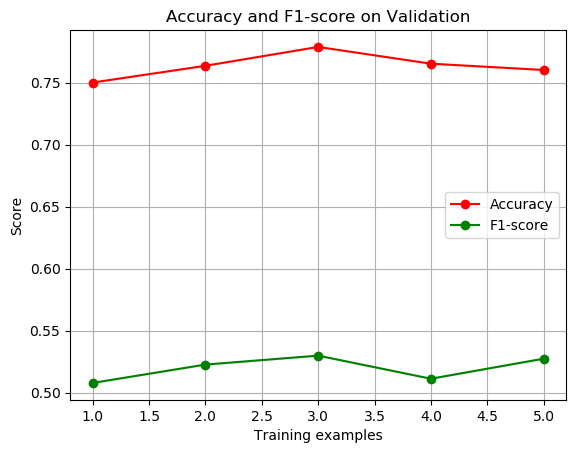 Accuracy and F1-score on Validation
Score
0.75
0.70
0.65
0.60
0.55
0.50
Accuracy
F1-score
1.0 1.5 2.0 2.5 3.0 3.5 4.0 4.5 5.0
Training examples